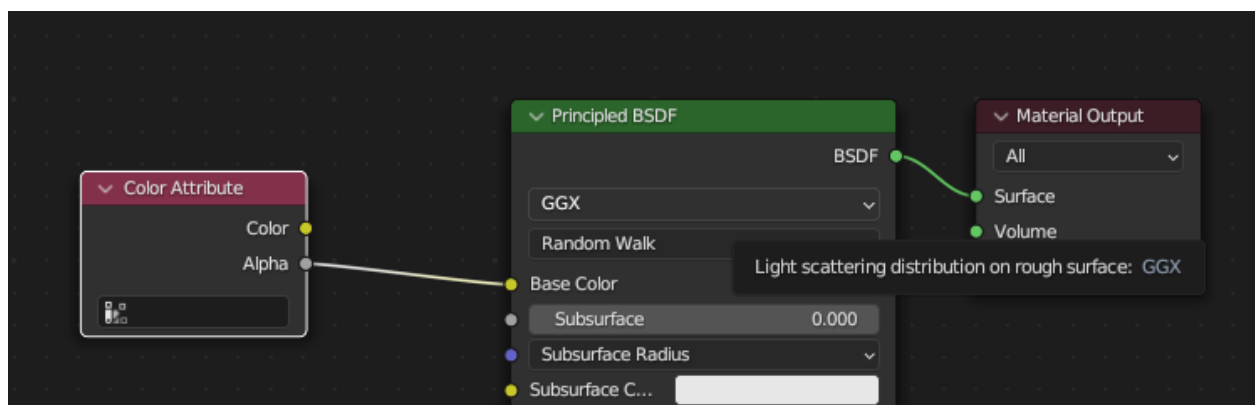 Color Attribute
Color
Alpha
Principled BSDF
BSDF
GGX
Random Walk
Base Color
Subsurface 0.000
Subsurface Radius
Subsurface C...
Material Output
All
Surface
Volume
Light scattering distribution on rough surface: GGX